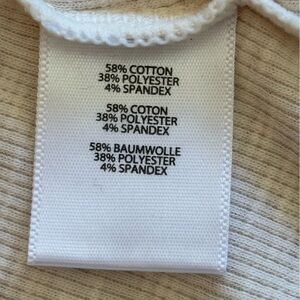 58% COTTON
38% POLYESTER
4% SPANDEX
58% COTON
38% POLYESTER
4% SPANDEX
58% BAUMWOLLE
38% POLYESTER
4% SPANDEX